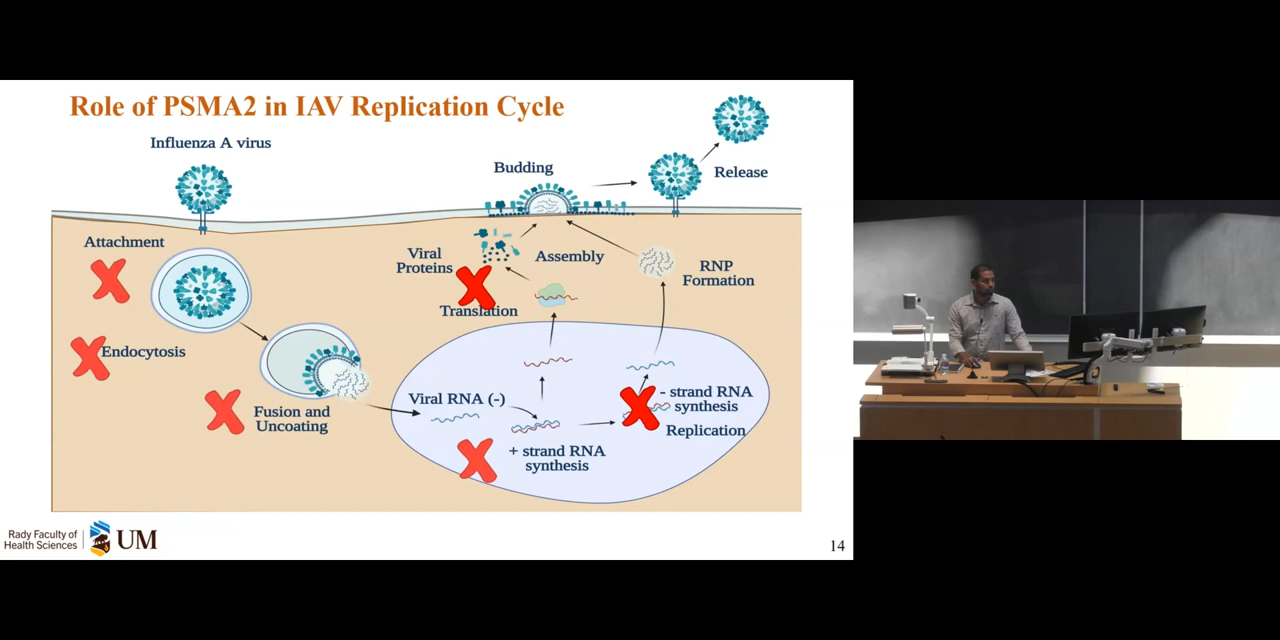 Role of PSMA2 in IAV Replication Cycle
Influenza A virus
Attachment
Endocytosis
Fusion and
Uncoating
Viral RNA (-)
+ strand RNA
synthesis
- strand RNA
synthesis
Replication
Viral
Proteins
Translation
Assembly
RNP
Formation
Budding
Release
Rady Faculty of
Health Sciences
UM
14